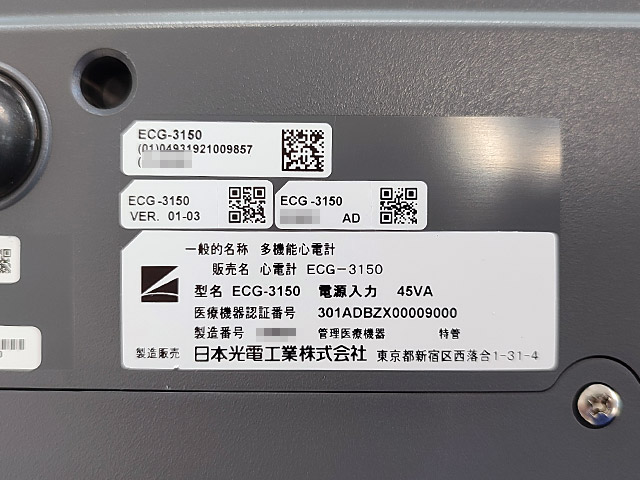 ECG-3150
(01)04931921009857
(
ECG-3150
VER. 01-03
ECG-3150
AD
一般的名称 多機能心電計
販売名 心電計 ECG-3150
型名 ECG-3150 電源入力 45VA
医療機器認証番号 301ADBZX00009000
製造番号 管理医療機器 特管
製造販売 日本光電工業株式会社 東京都新宿区西落合1-31-4